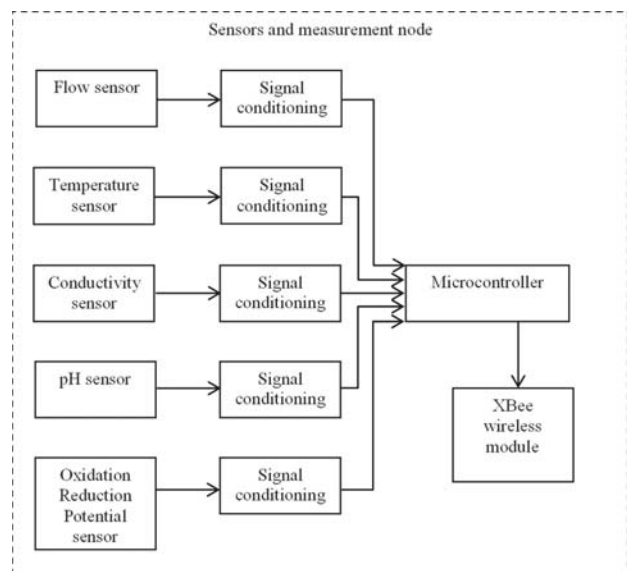 Sensors and measurement node
Flow sensor
Signal
conditioning
Temperature
sensor
Signal
conditioning
Conductivity
sensor
Signal
conditioning
Microcontroller
pH sensor
Signal
conditioning
XBee
wireless
module
Oxidation
Reduction
Potential
sensor
Signal
conditioning